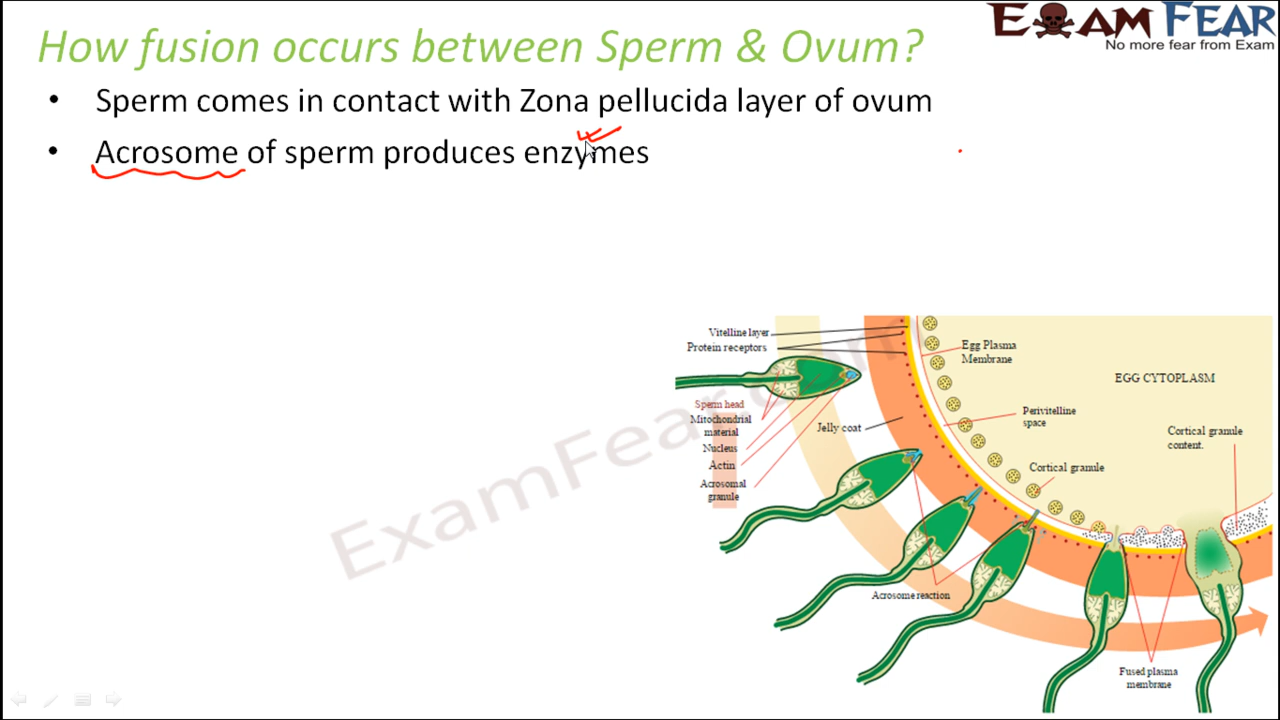 How fusion occurs between Sperm & Ovum?
EXAM FEAR
No more fear from Exam
• Sperm comes in contact with Zona pellucida layer of ovum
• Acrosome of sperm produces enzymes
Vitelline layer
Protein receptors
Egg Plasma
Membrane
EGG CYTOPLASM
Sperm head
Mitochondrial
material
Nucleus
Actin
Acrosomal
granule
Jelly coat
Perivitelline
space
Cortical granule
content.
Cortical granule
Acrosome reaction
Fused plasma
membrane
ExamFear.com